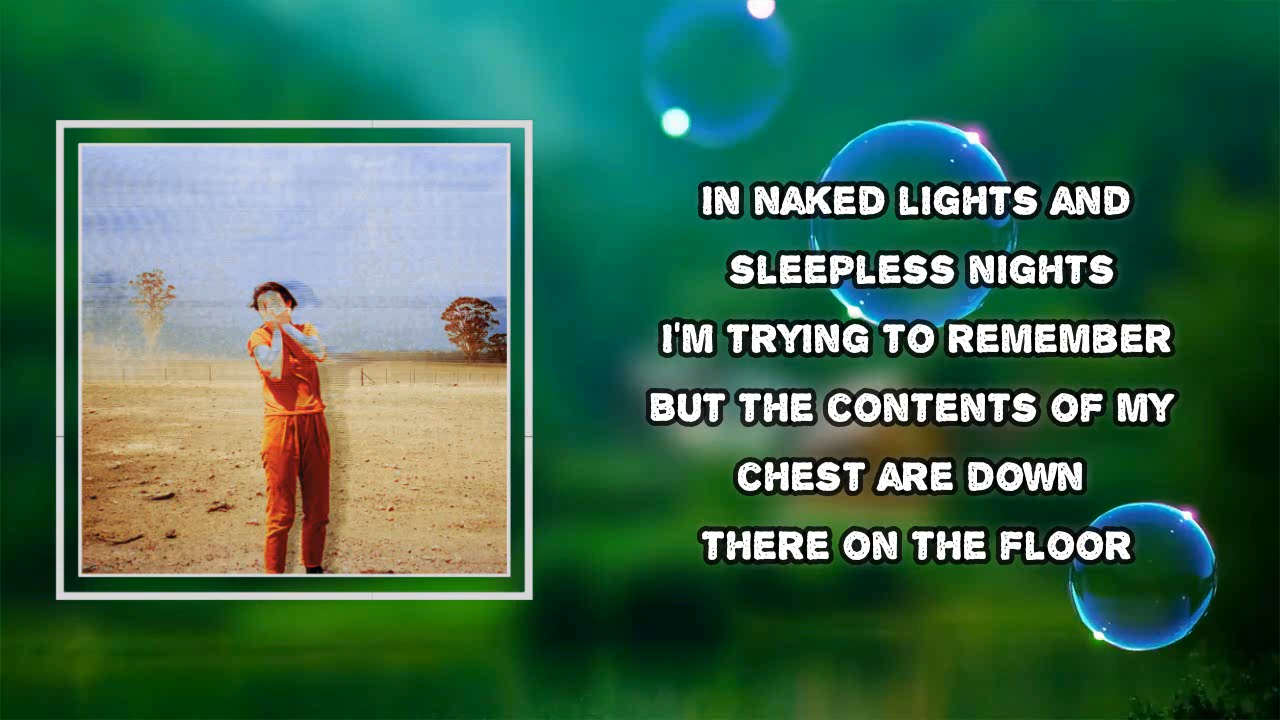 IN NAKED LIGHTS AND
SLEEPLESS NIGHTS
I'M TRYING TO REMEMBER
BUT THE CONTENTS OF MY
CHEST ARE DOWN
THERE ON THE FLOOR